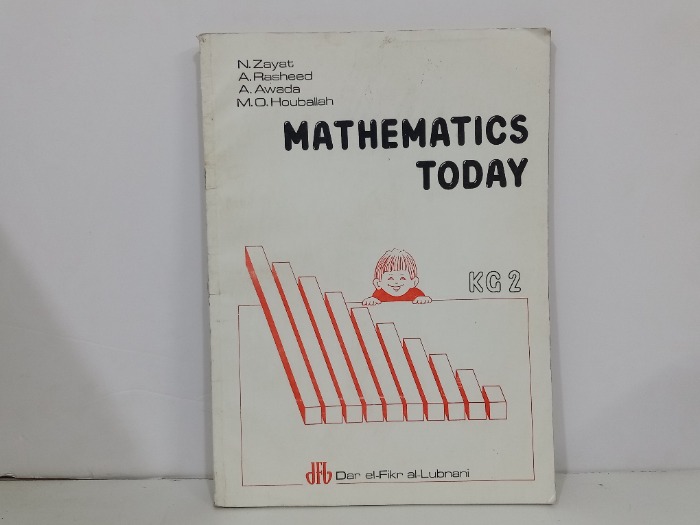 N. Zayat
A. Rasheed
A. Awada
M. O. Houballah
MATHEMATICS
TODAY
KG 2
dfl Dar el-Fikr al-Lubnani